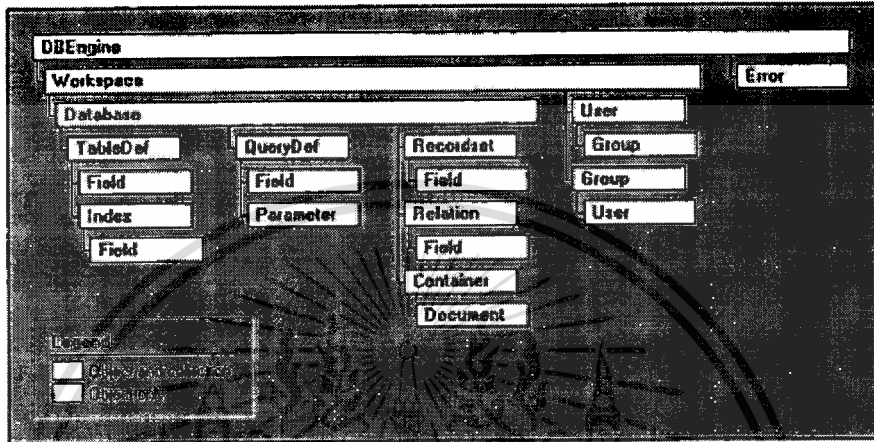 DBEngine
Workspace
Error
Database
User
TableDef
QueryDef
Recordset
Group
Field
Field
Field
Group
Index
Parameter
Relation
User
Field
Field
Container
Document
Legend